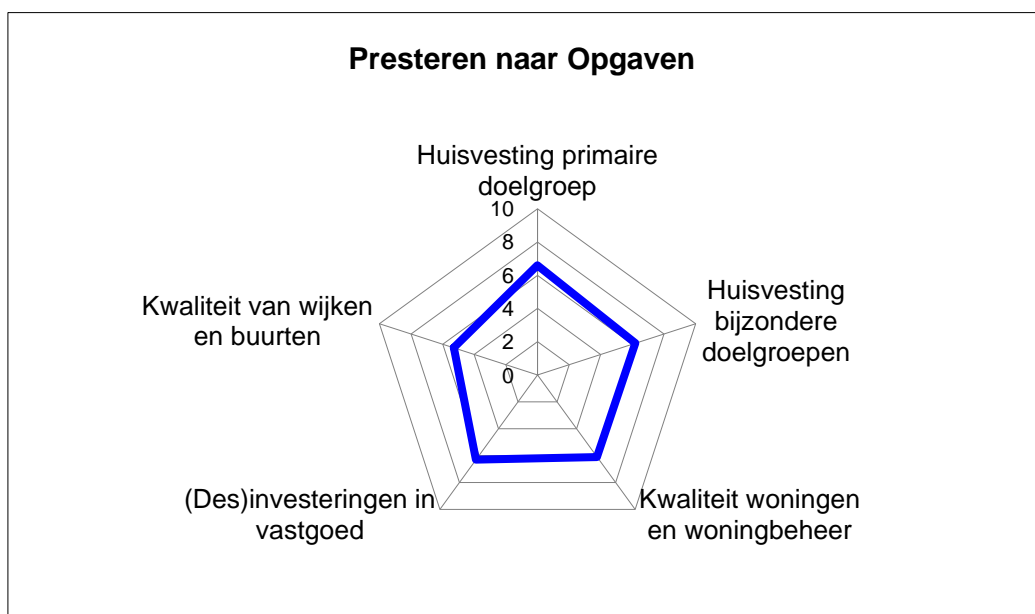 Presteren naar Opgaven
Huisvesting primaire
doelgroep
10
8
6
4
2
0
Huisvesting
bijzondere
doelgroepen
Kwaliteit woningen
en woningbeheer
(Des)investeringen in
vastgoed
Kwaliteit van wijken
en buurten